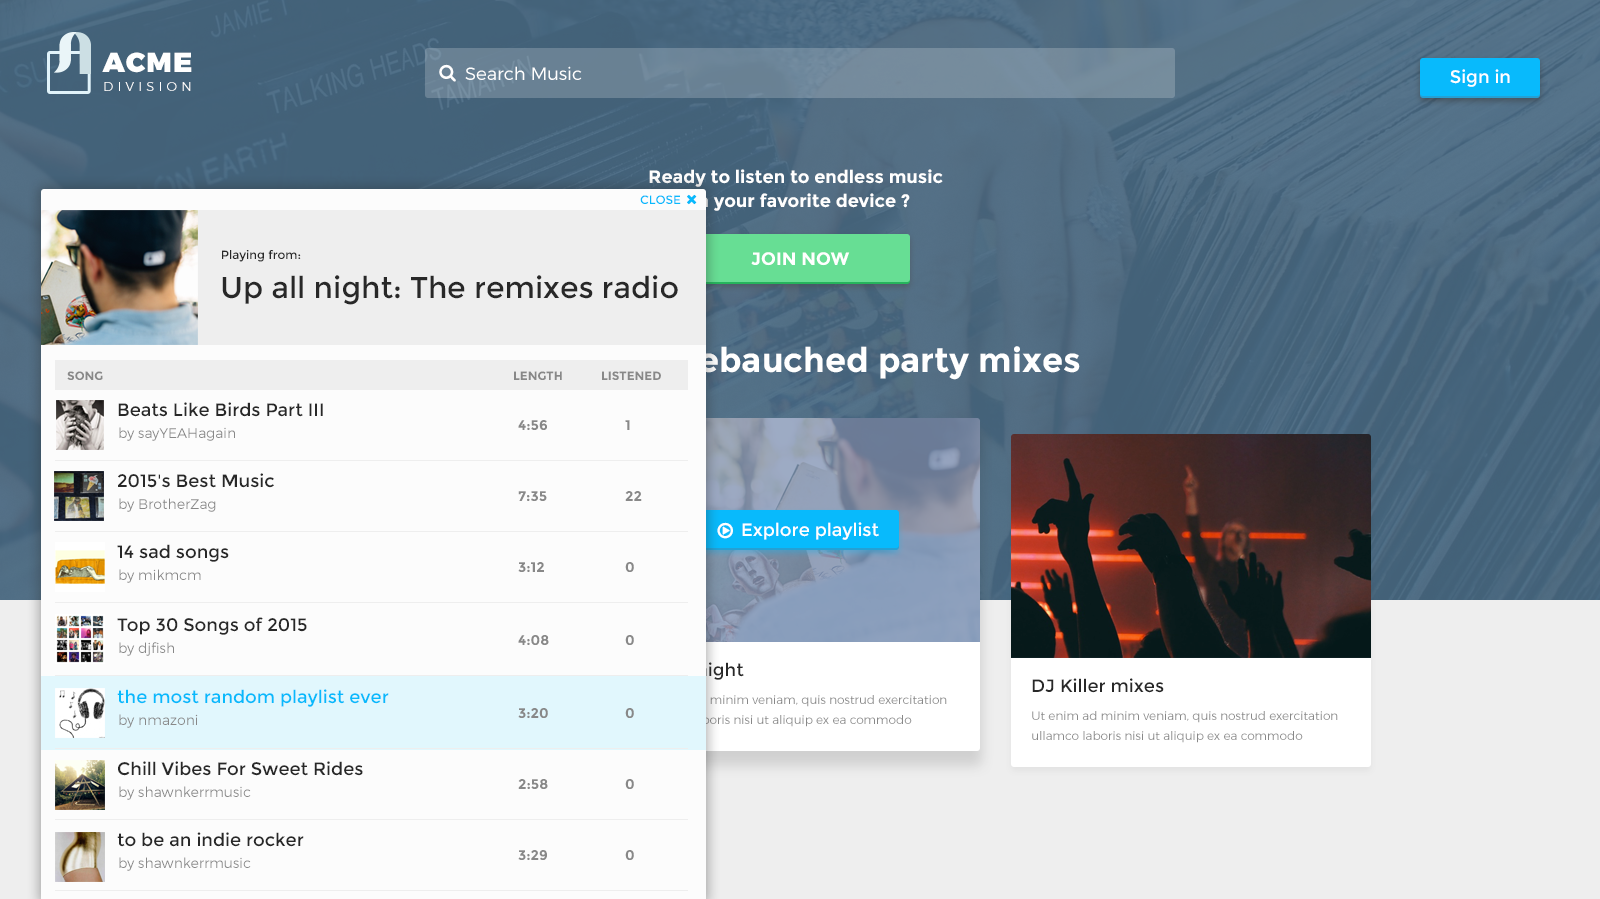 JAMIE T
TALKING HEADS
ON EARTH
ACME
DIVISION
Search Music
Sign in
Ready to listen to endless music
your favorite device ?
JOIN NOW
CLOSE
Playing from:
Up all night: The remixes radio
ebauched party mixes
SONG LENGTH LISTENED
Beats Like Birds Part III
by sayYEAHagain
4:56 1
2015's Best Music
by BrotherZag
7:35 22
14 sad songs
by mikmcm
3:12 0
Top 30 Songs of 2015
by djfish
4:08 0
the most random playlist ever
by nmazoni
3:20 0
Chill Vibes For Sweet Rides
by shawnkerrmusic
2:58 0
to be an indie rocker
by shawnkerrmusic
3:29 0
Explore playlist
ight
minim veniam, quis nostrud exercitation
oris nisi ut aliquip ex ea commodo
DJ Killer mixes
Ut enim ad minim veniam, quis nostrud exercitation
ullamco laboris nisi ut aliquip ex ea commodo